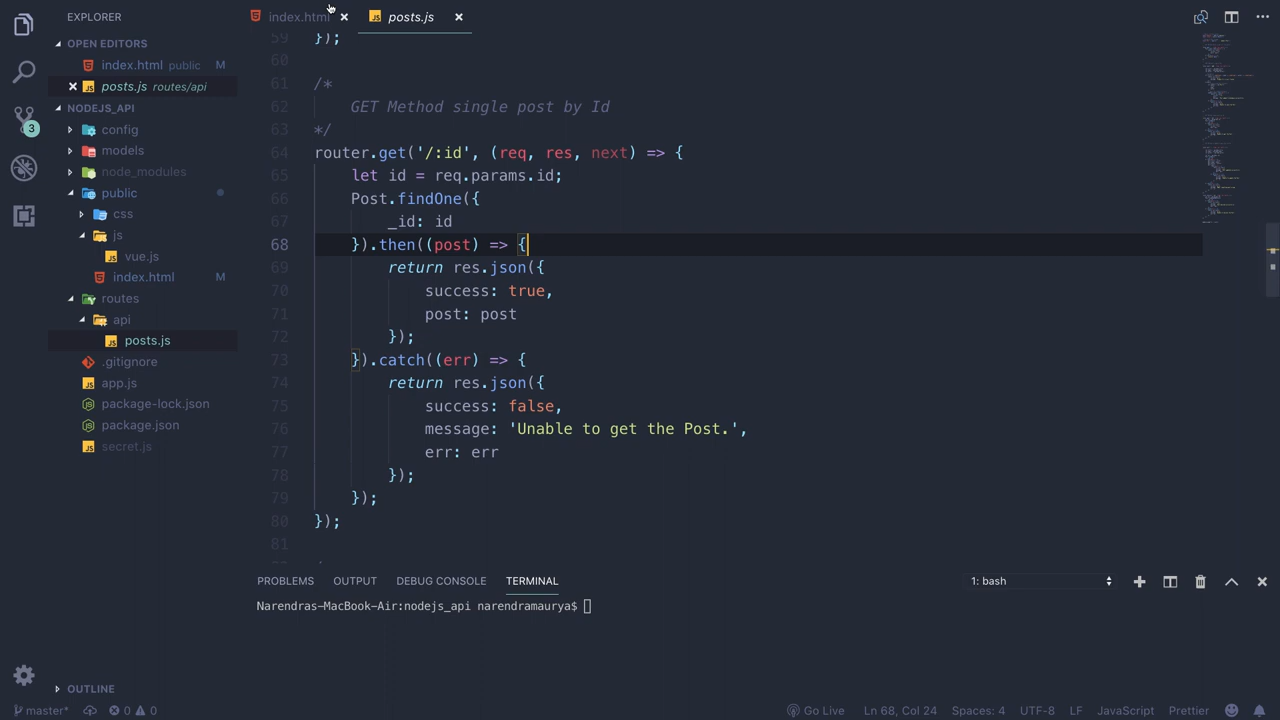 EXPLORER
index.html
posts.js
OPEN EDITORS
index.html public M
posts.js routes/api
NODEJS_API
config
models
node_modules
public
css
js
vue.js
index.html M
routes
api
posts.js
.gitignore
app.js
package-lock.json
package.json
secret.js
OUTLINE
3
59 });
60
61 /*
62 GET Method single post by Id
63 */
64 router.get('/:id', (req, res, next) => {
65 let id = req.params.id;
66 Post.findOne({
67 _id: id
68 }).then((post) => {
69 return res.json({
70 success: true,
71 post: post
72 });
73 }).catch((err) => {
74 return res.json({
75 success: false,
76 message: 'Unable to get the Post.',
77 err: err
78 });
79 });
80 });
81
PROBLEMS OUTPUT DEBUG CONSOLE TERMINAL 1: bash
Narendras-MacBook-Air:nodejs_api narendramaurya$
master* 0 0 Go Live Ln 68, Col 24 Spaces: 4 UTF-8 LF JavaScript Prettier